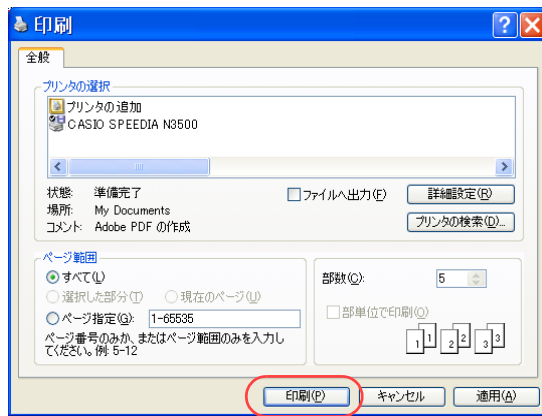 印刷
全般
プリンタの選択
プリンタの追加
CASIO SPEEDIA N3500
状態: 準備完了
場所: My Documents
コメント: Adobe PDF の作成
ファイルへ出力(F)
詳細設定(R)
プリンタの検索(D)...
ページ範囲
すべて(L)
選択した部分(T)
現在のページ(U)
ページ指定(G): 1-65535
ページ番号のみか、またはページ範囲のみを入力し
てください。例: 5-12
部数(C): 5
部単位で印刷(O)
1 1 2 2 3 3
印刷(P)
キャンセル
適用(A)